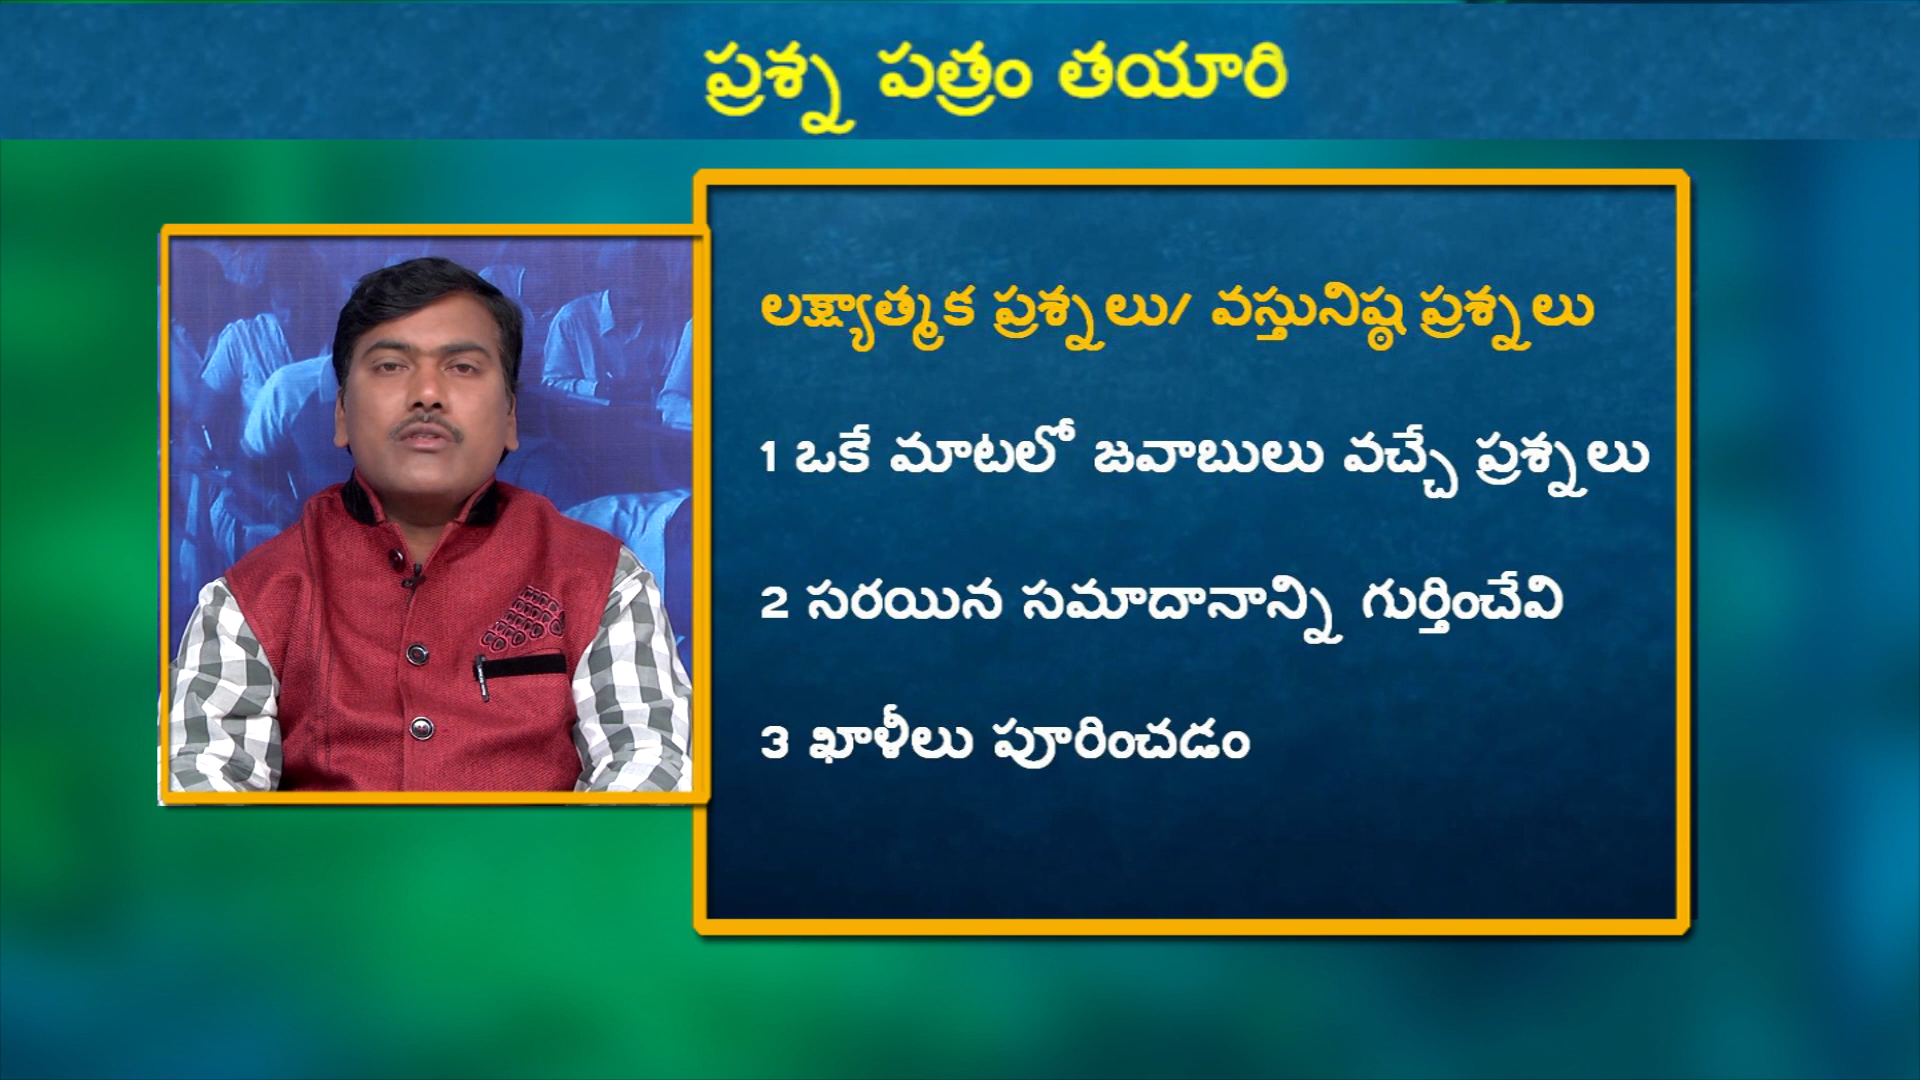 ప్రశ్న పత్రం తయారి
లక్ష్యాత్మక ప్రశ్నలు/ వస్తునిష్ఠ ప్రశ్నలు
1 ఒకే మాటలో జవాబులు వచ్చే ప్రశ్నలు
2 సరయిన సమాదానాన్ని గుర్తించేవి
3 ఖాళీలు పూరించడం